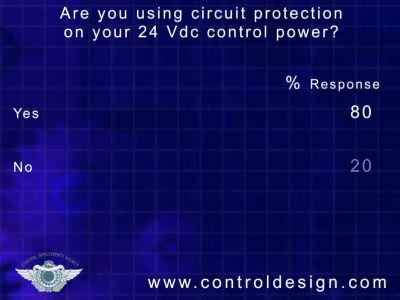 Are you using circuit protection
on your 24 Vdc control power?
% Response
Yes 80
No 20
www.controldesign.com